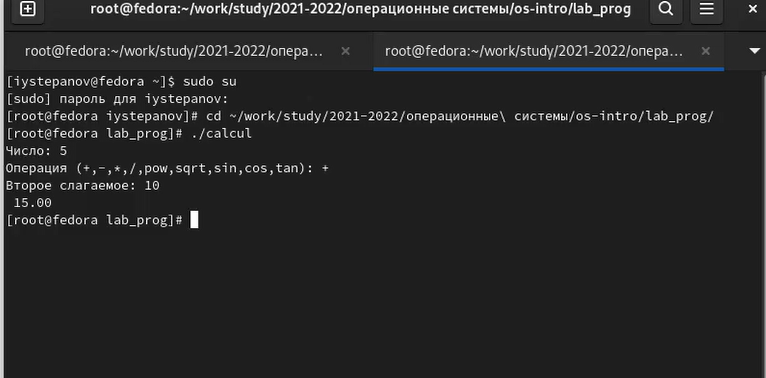 root@fedora:~/work/study/2021-2022/операционные системы/os-intro/lab_prog
root@fedora:~/work/study/2021-2022/опера... root@fedora:~/work/study/2021-2022/опера...
[iystepanov@fedora ~]$ sudo su
[sudo] пароль для iystepanov:
[root@fedora iystepanov]# cd ~/work/study/2021-2022/операционные\ системы/os-intro/lab_prog/
[root@fedora lab_prog]# ./calcul
Число: 5
Операция (+,-,*,/,pow,sqrt,sin,cos,tan): +
Второе слагаемое: 10
 15.00
[root@fedora lab_prog]#